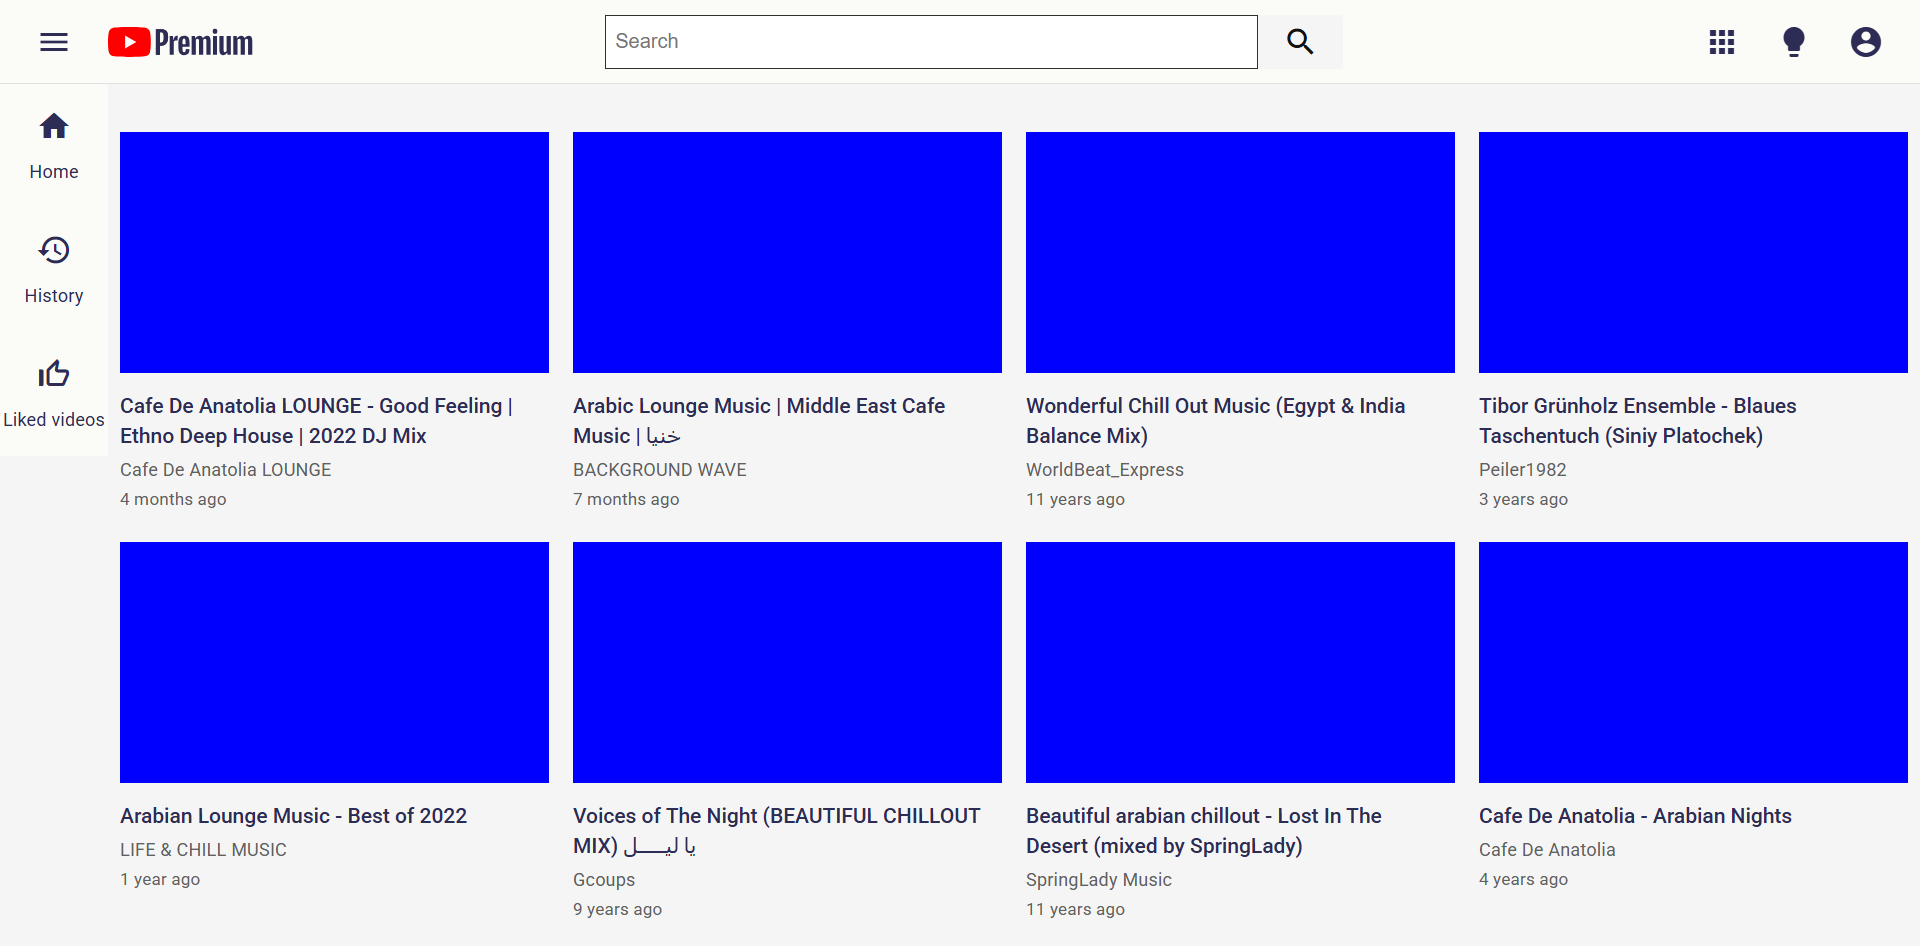 Premium
Search
Home
History
Liked videos
Cafe De Anatolia LOUNGE - Good Feeling |
Ethno Deep House | 2022 DJ Mix
Cafe De Anatolia LOUNGE
4 months ago
Arabic Lounge Music | Middle East Cafe
Music | خنيا
BACKGROUND WAVE
7 months ago
Wonderful Chill Out Music (Egypt & India
Balance Mix)
WorldBeat_Express
11 years ago
Tibor Grünholz Ensemble - Blaues
Taschentuch (Siniy Platochek)
Peiler1982
3 years ago
Arabian Lounge Music - Best of 2022
LIFE & CHILL MUSIC
1 year ago
Voices of The Night (BEAUTIFUL CHILLOUT
MIX) يا ليـــــل
Gcoups
9 years ago
Beautiful arabian chillout - Lost In The
Desert (mixed by SpringLady)
SpringLady Music
11 years ago
Cafe De Anatolia - Arabian Nights
Cafe De Anatolia
4 years ago